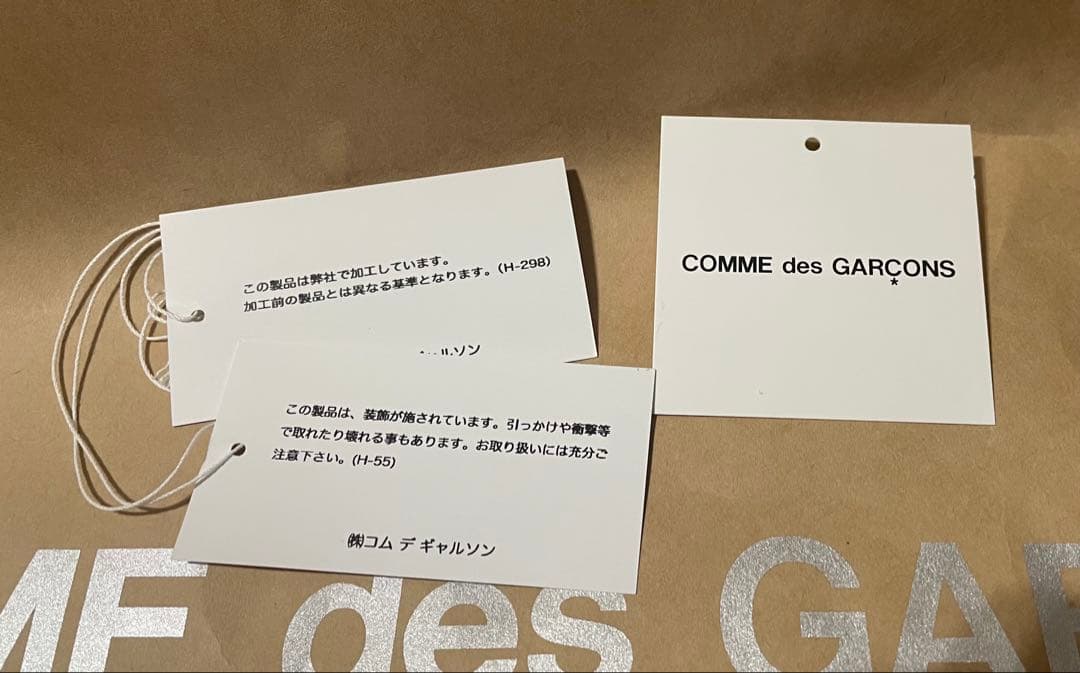 この製品は弊社で加工しています。
加工前の製品とは異なる基準となります。(H-298)
ルソン
この製品は、装飾が施されています。引っかけや衝撃等
で取れたり壊れる事もあります。お取り扱いには充分ご
注意下さい。(H-55)
㈱コム デ ギャルソン
COMME des GARÇONS
MF des GAR